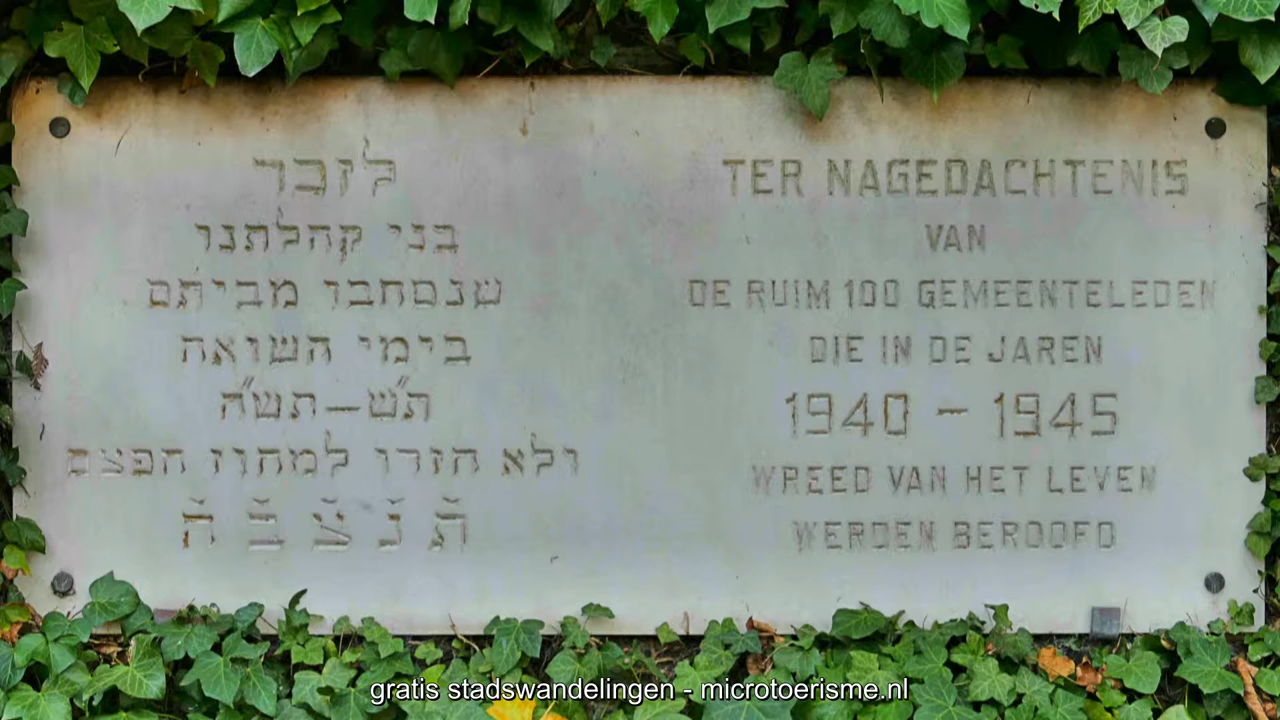 לזכר
בני קהלתנו
שנסחבו מביתם
בימי השואה
ת"ש–תש"ה
ולא חזרו למחוז חפצם
ת נ צ ב ה
TER NAGEDACHTENIS
VAN
DE RUIM 100 GEMEENTELEDEN
DIE IN DE JAREN
1940 - 1945
WREED VAN HET LEVEN
WERDEN BEROOFD
gratis stadswandelingen - microtoerisme.nl